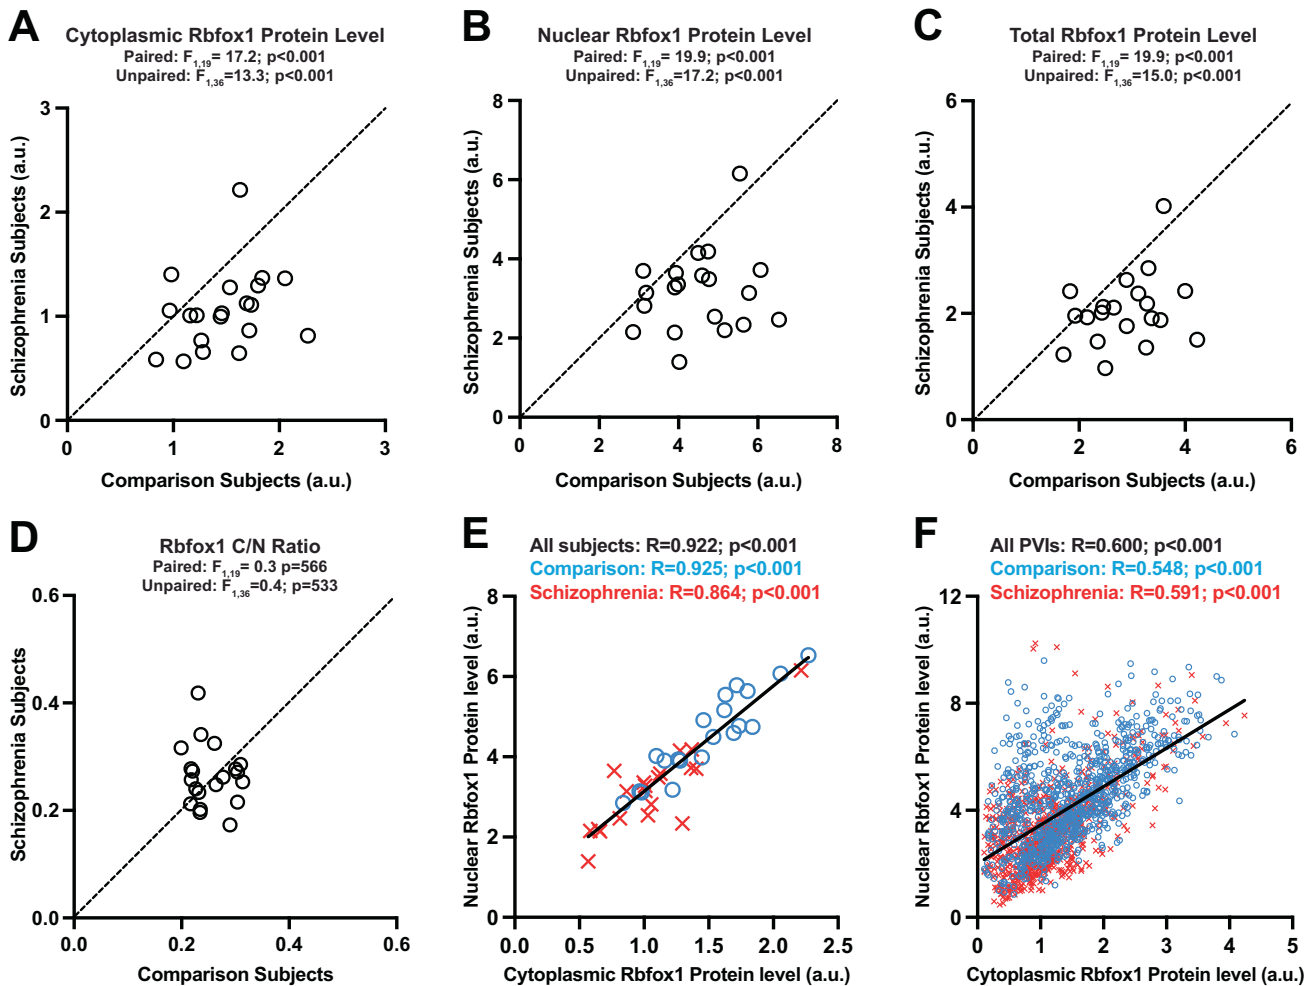 A
Cytoplasmic Rbfox1 Protein Level
Paired: F1,19= 17.2; p<0.001
Unpaired: F1,36=13.3; p<0.001
Schizophrenia Subjects (a.u.)
3
2
1
0
0 1 2 3
Comparison Subjects (a.u.)
B
Nuclear Rbfox1 Protein Level
Paired: F1,19= 19.9; p<0.001
Unpaired: F1,36=17.2; p<0.001
Schizophrenia Subjects (a.u.)
8
6
4
2
0
0 2 4 6 8
Comparison Subjects (a.u.)
C
Total Rbfox1 Protein Level
Paired: F1,19= 19.9; p<0.001
Unpaired: F1,36=15.0; p<0.001
Schizophrenia Subjects (a.u.)
6
4
2
0
0 2 4 6
Comparison Subjects (a.u.)
D
Rbfox1 C/N Ratio
Paired: F1,19= 0.3 p=566
Unpaired: F1,36=0.4; p=533
Schizophrenia Subjects
0.6
0.4
0.2
0.0
0.0 0.2 0.4 0.6
Comparison Subjects
E
All subjects: R=0.922; p<0.001
Comparison: R=0.925; p<0.001
Schizophrenia: R=0.864; p<0.001
Nuclear Rbfox1 Protein level (a.u.)
8
6
4
2
0
0.0 0.5 1.0 1.5 2.0 2.5
Cytoplasmic Rbfox1 Protein level (a.u.)
F
All PVIs: R=0.600; p<0.001
Comparison: R=0.548; p<0.001
Schizophrenia: R=0.591; p<0.001
Nuclear Rbfox1 Protein level (a.u.)
12
8
4
0
0 1 2 3 4 5
Cytoplasmic Rbfox1 Protein level (a.u.)